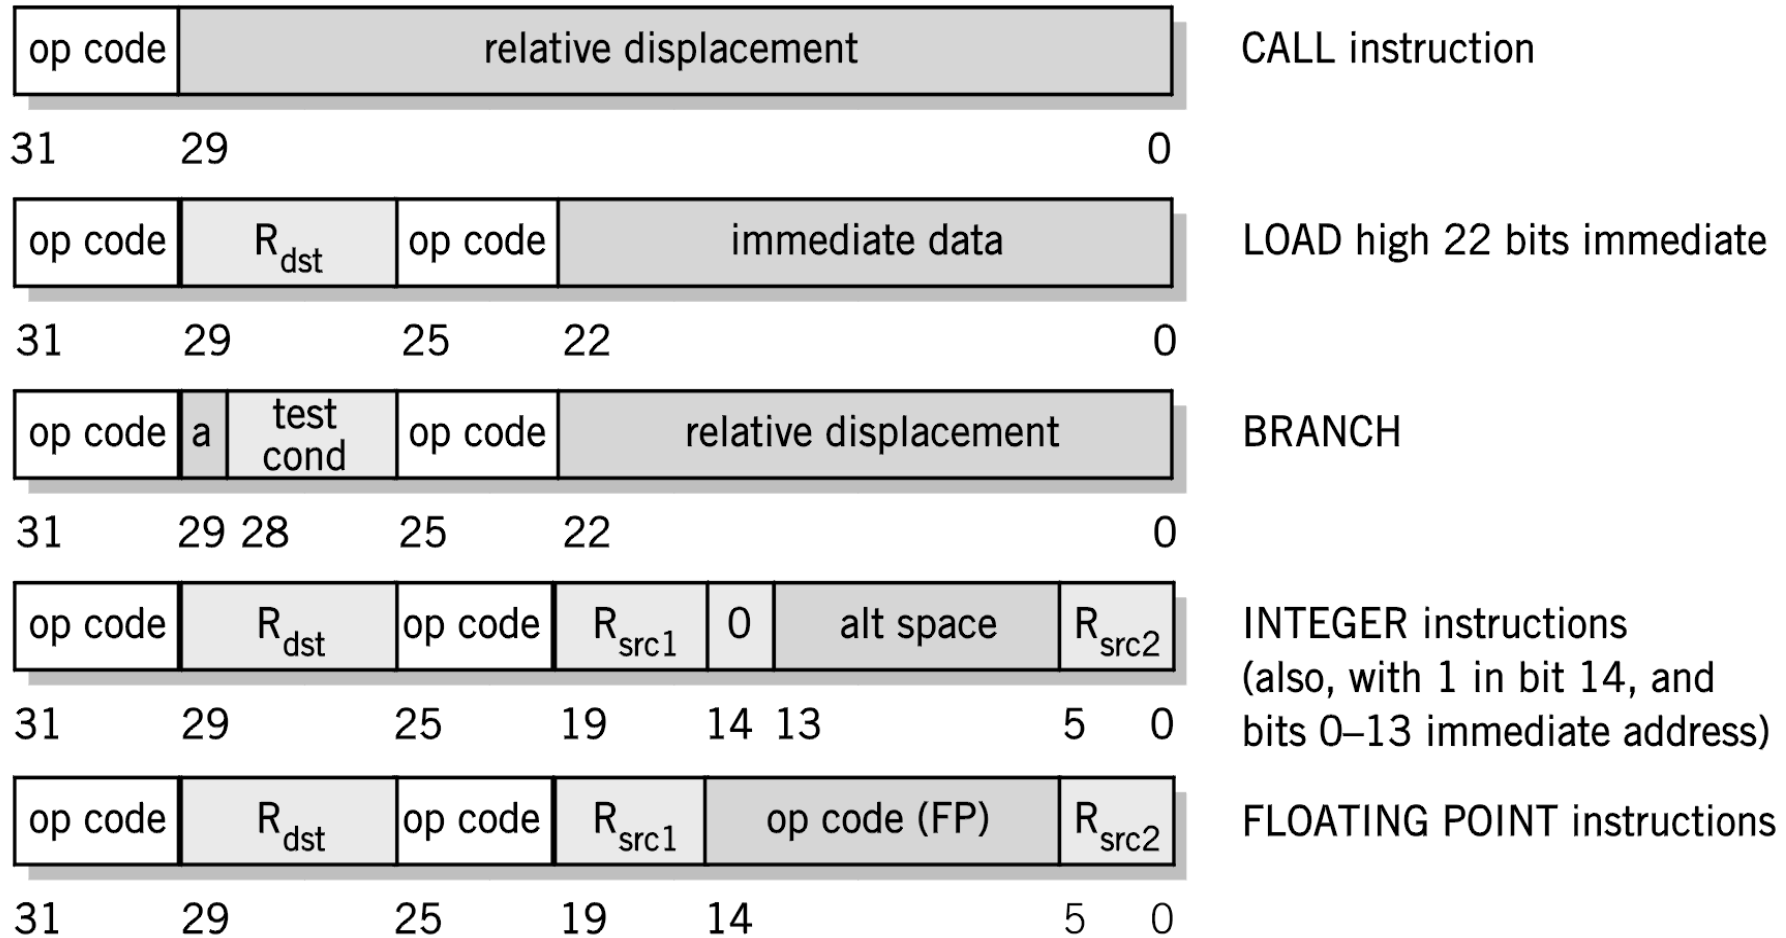 op code relative displacement CALL instruction
31 29 0
op code Rdst op code immediate data LOAD high 22 bits immediate
31 29 25 22 0
op code a test cond op code relative displacement BRANCH
31 29 28 25 22 0
op code Rdst op code Rsrc1 0 alt space Rsrc2 INTEGER instructions
(also, with 1 in bit 14, and
31 29 25 19 14 13 5 0 bits 0–13 immediate address)
op code Rdst op code Rsrc1 op code (FP) Rsrc2 FLOATING POINT instructions
31 29 25 19 14 5 0